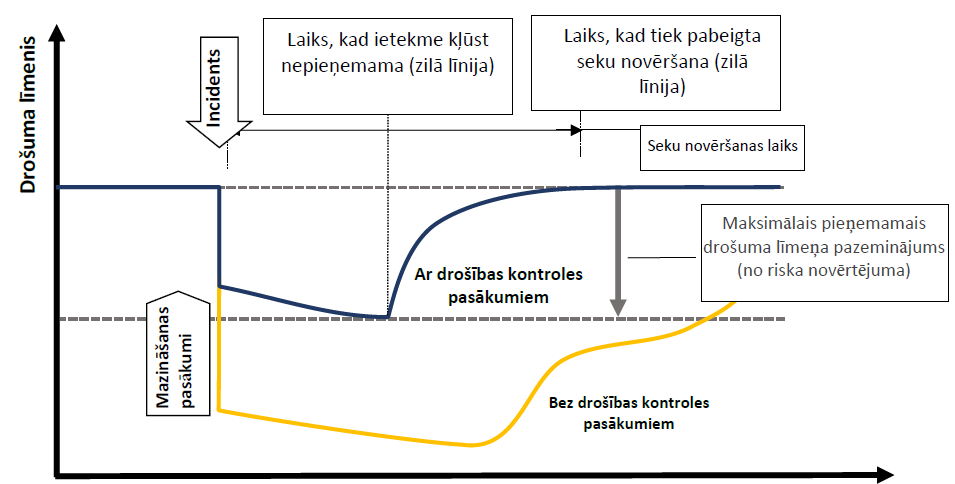 Drošuma līmenis
Incidents
Laiks, kad ietekme kļūst
nepieņemama (zilā līnija)
Laiks, kad tiek pabeigta
seku novēršana (zilā
līnija)
Seku novēršanas laiks
Maksimālais pieņemamais
drošuma līmeņa pazeminājums
(no riska novērtējuma)
Ar drošības kontroles
pasākumiem
Mazināšanas
pasākumi
Bez drošības kontroles
pasākumiem